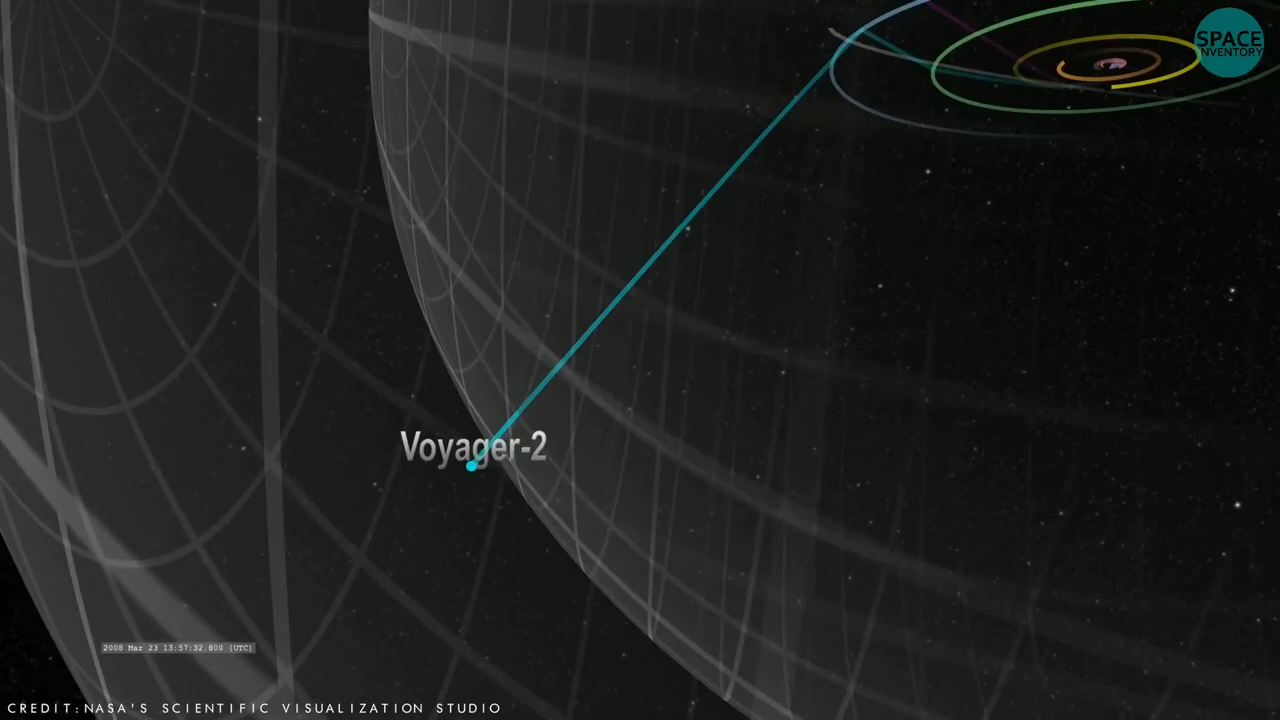 SPACE
INVENTORY
Voyager-2
2008 Mar 23 13:57:32.800 (UTC)
CREDIT:NASA'S SCIENTIFIC VISUALIZATION STUDIO